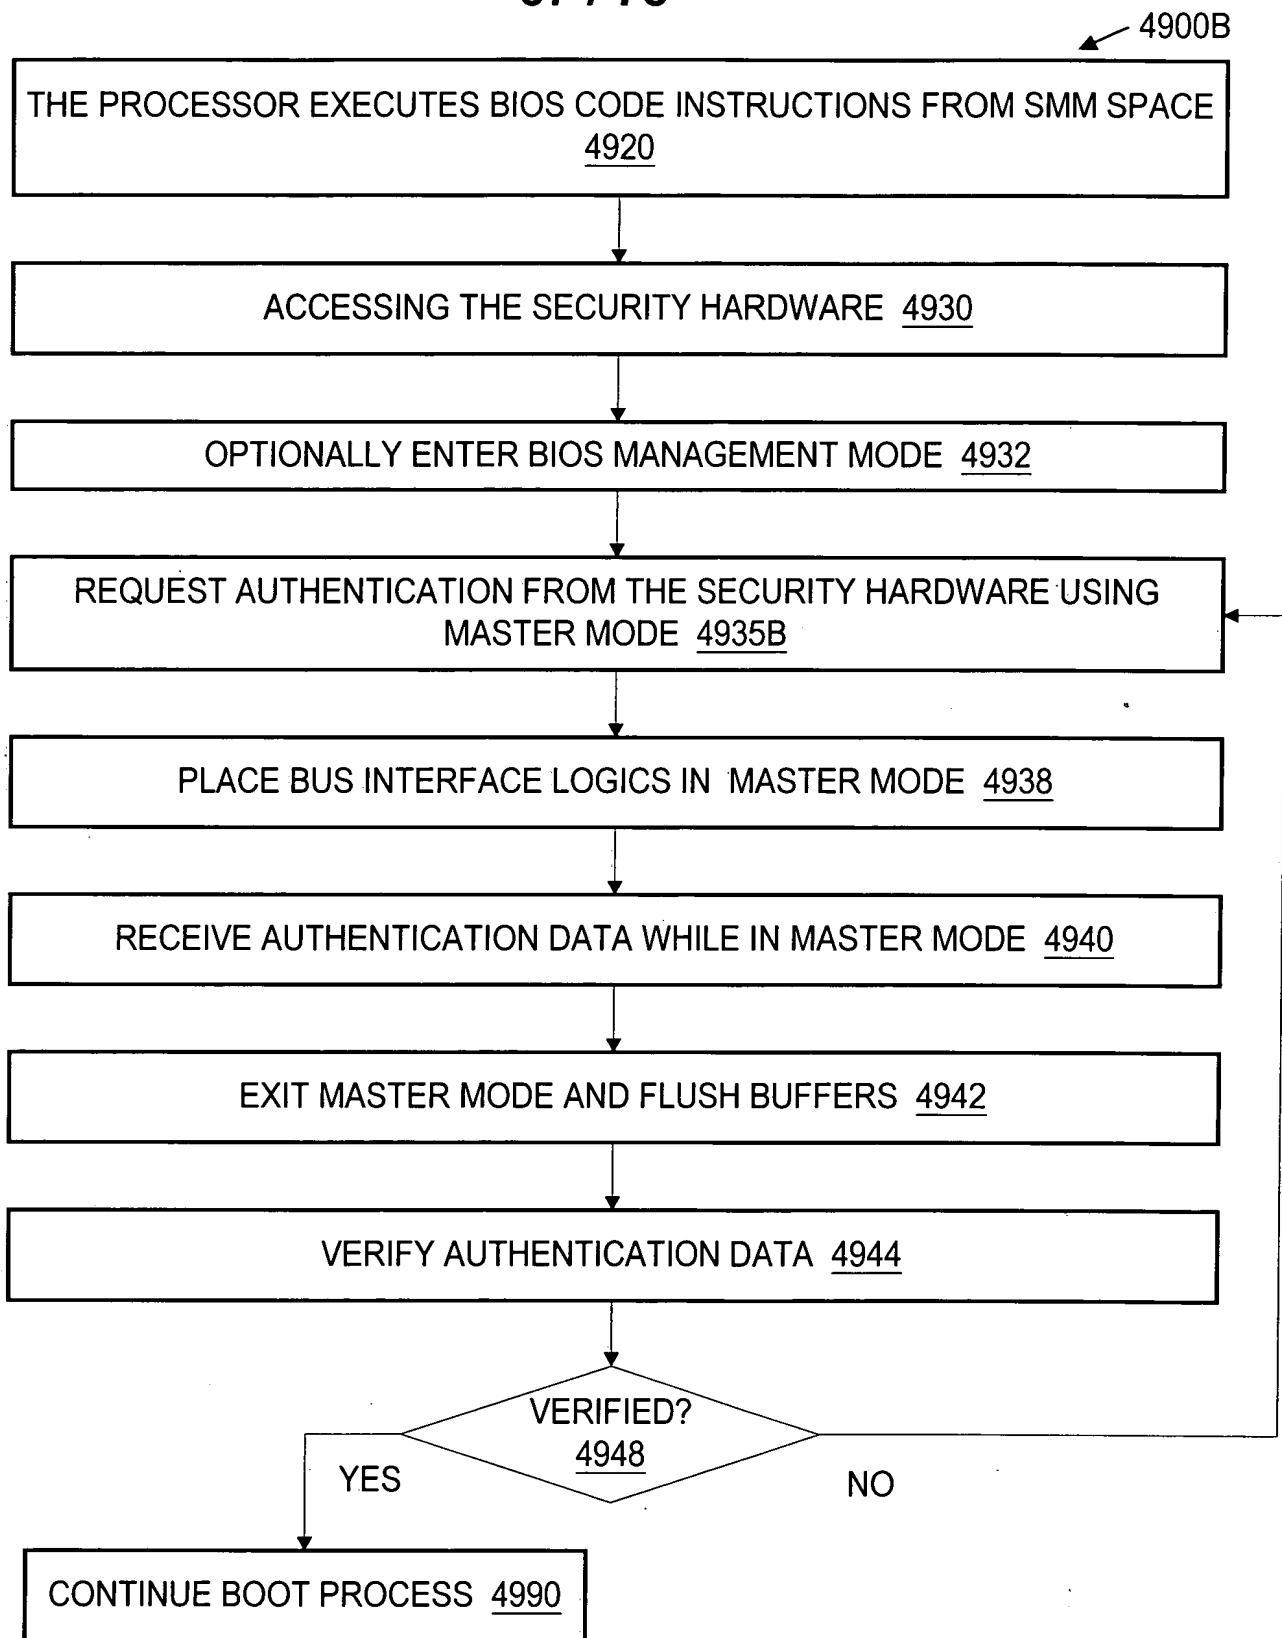 4900B
THE PROCESSOR EXECUTES BIOS CODE INSTRUCTIONS FROM SMM SPACE
4920
ACCESSING THE SECURITY HARDWARE 4930
OPTIONALLY ENTER BIOS MANAGEMENT MODE 4932
REQUEST AUTHENTICATION FROM THE SECURITY HARDWARE USING
MASTER MODE 4935B
PLACE BUS INTERFACE LOGICS IN MASTER MODE 4938
RECEIVE AUTHENTICATION DATA WHILE IN MASTER MODE 4940
EXIT MASTER MODE AND FLUSH BUFFERS 4942
VERIFY AUTHENTICATION DATA 4944
VERIFIED?
4948
YES
NO
CONTINUE BOOT PROCESS 4990